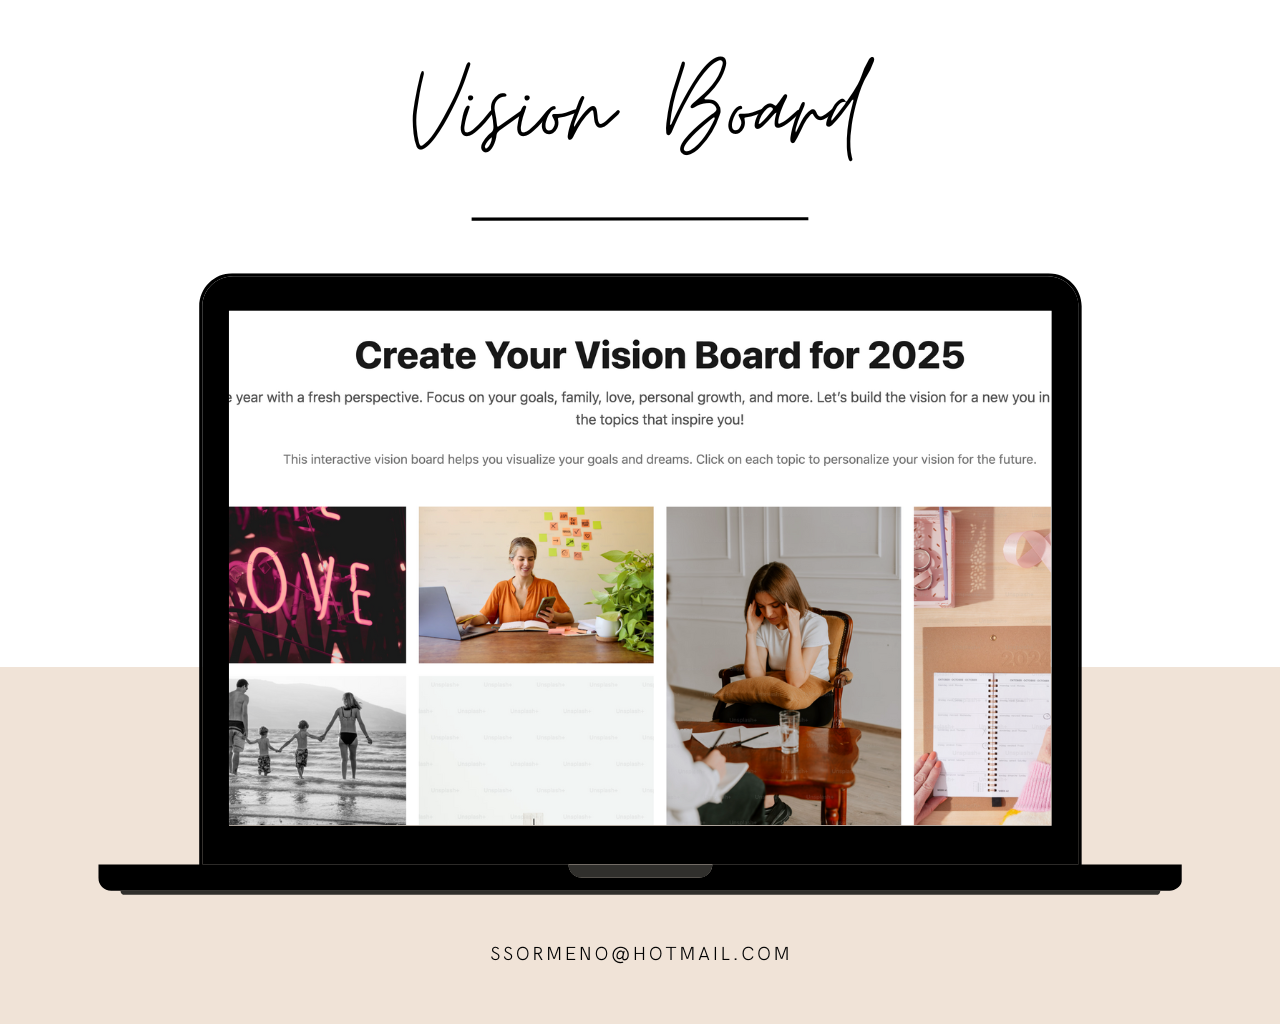 Vision Board
Create Your Vision Board for 2025
year with a fresh perspective. Focus on your goals, family, love, personal growth, and more. Let's build the vision for a new you in
the topics that inspire you!
This interactive vision board helps you visualize your goals and dreams. Click on each topic to personalize your vision for the future.
OVE
SSORMENO@HOTMAIL.COM